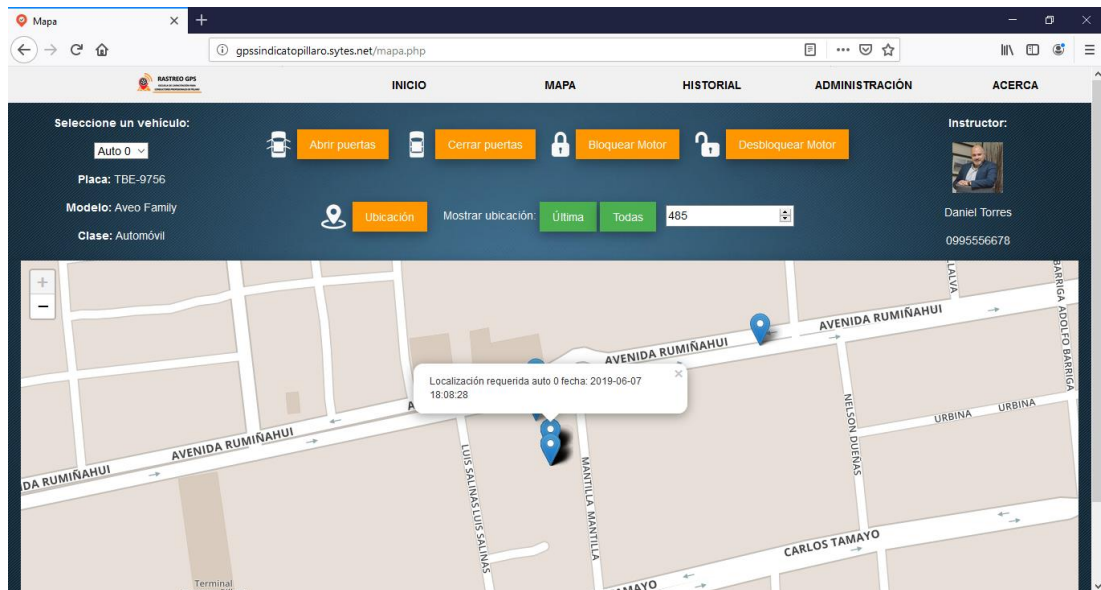 Mapa
gpssindicatopillaro.sytes.net/mapa.php
RASTREO GPS
INICIO
MAPA
HISTORIAL
ADMINISTRACIÓN
ACERCA
Seleccione un vehículo:
Auto 0
Placa: TBE-9756
Modelo: Aveo Family
Clase: Automóvil
Abrir puertas
Cerrar puertas
Bloquear Motor
Desbloquear Motor
Ubicación
Mostrar ubicación:
Última
Todas
485
Instructor:
Daniel Torres
0995556678
+
−
Localización requerida auto 0 fecha: 2019-06-07
18:08:28
×
AVENIDA RUMIÑAHUI
AVENIDA RUMIÑAHUI
AVENIDA RUMIÑAHUI
DA RUMIÑAHUI
LUIS SALINAS LUIS SALINAS
MANTILLA MANTILLA
NELSON DUEÑAS
LALVA
BARRIGA ADOLFO BARRIGA
URBINA URBINA
CARLOS TAMAYO
MAYO
Terminal